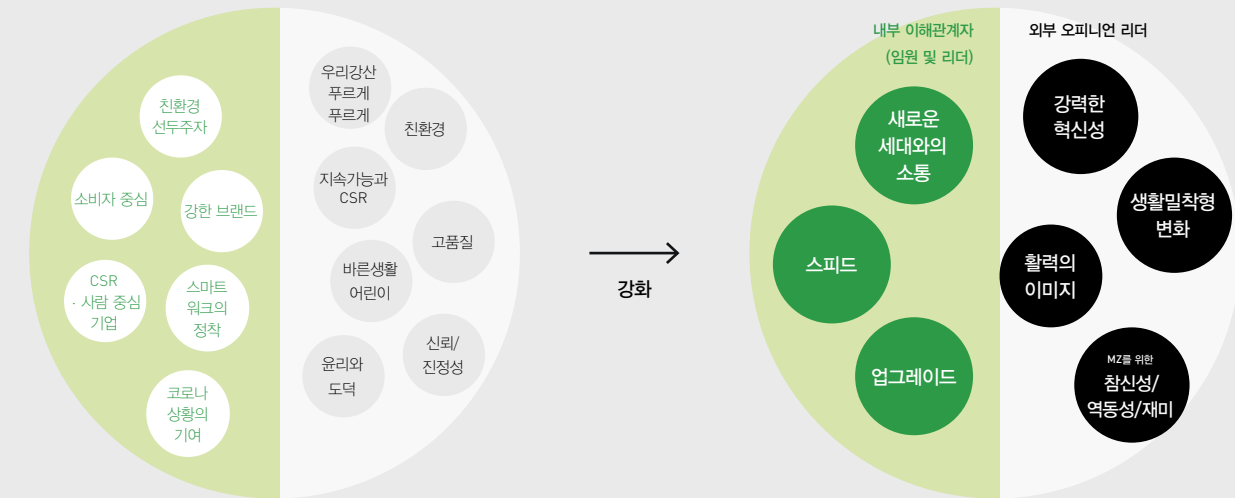 친환경
선두주자
소비자 중심
강한 브랜드
CSR
· 사람 중심
기업
스마트
워크의
정착
코로나
상황의
기여
우리강산
푸르게
푸르게
친환경
지속가능과
CSR
고품질
바른생활
어린이
신뢰/
진정성
윤리와
도덕
강화
내부 이해관계자
(임원 및 리더)
새로운
세대와의
소통
스피드
업그레이드
외부 오피니언 리더
강력한
혁신성
생활밀착형
변화
활력의
이미지
MZ를 위한
참신성/
역동성/재미